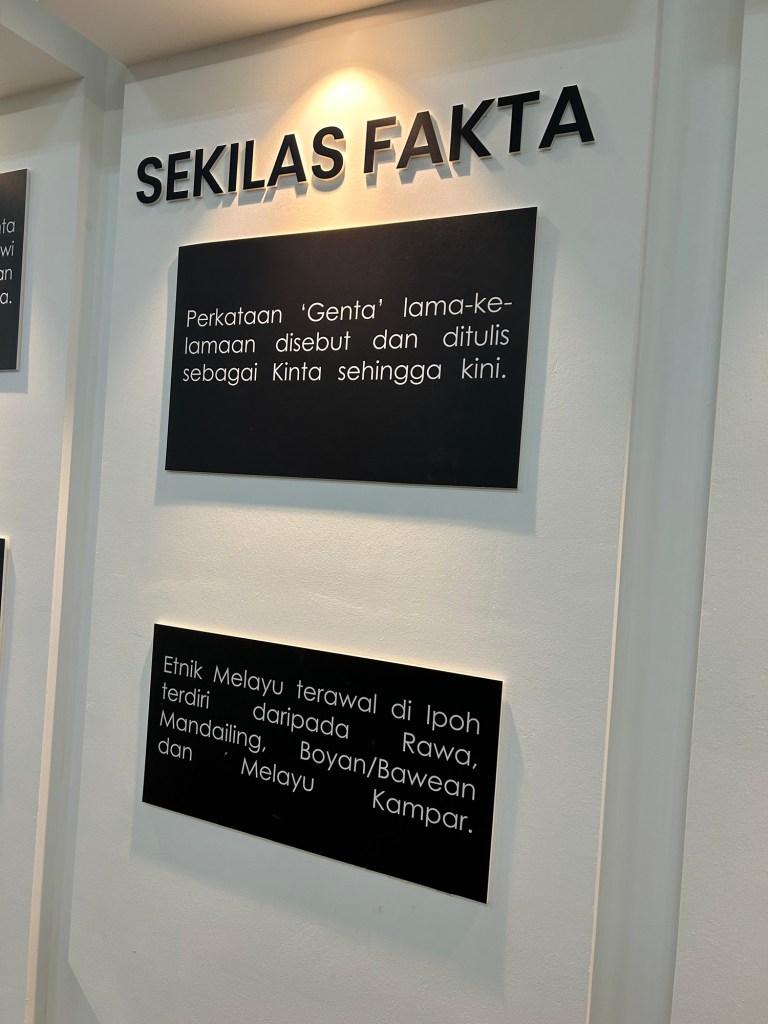 SEKILAS FAKTA
Perkataan ‘Genta’ lama-ke-
lamaan disebut dan ditulis
sebagai Kinta sehingga kini.
Etnik Melayu terawal di Ipoh
terdiri daripada Rawa,
Mandailing, Boyan/Bawean
dan Melayu Kampar.